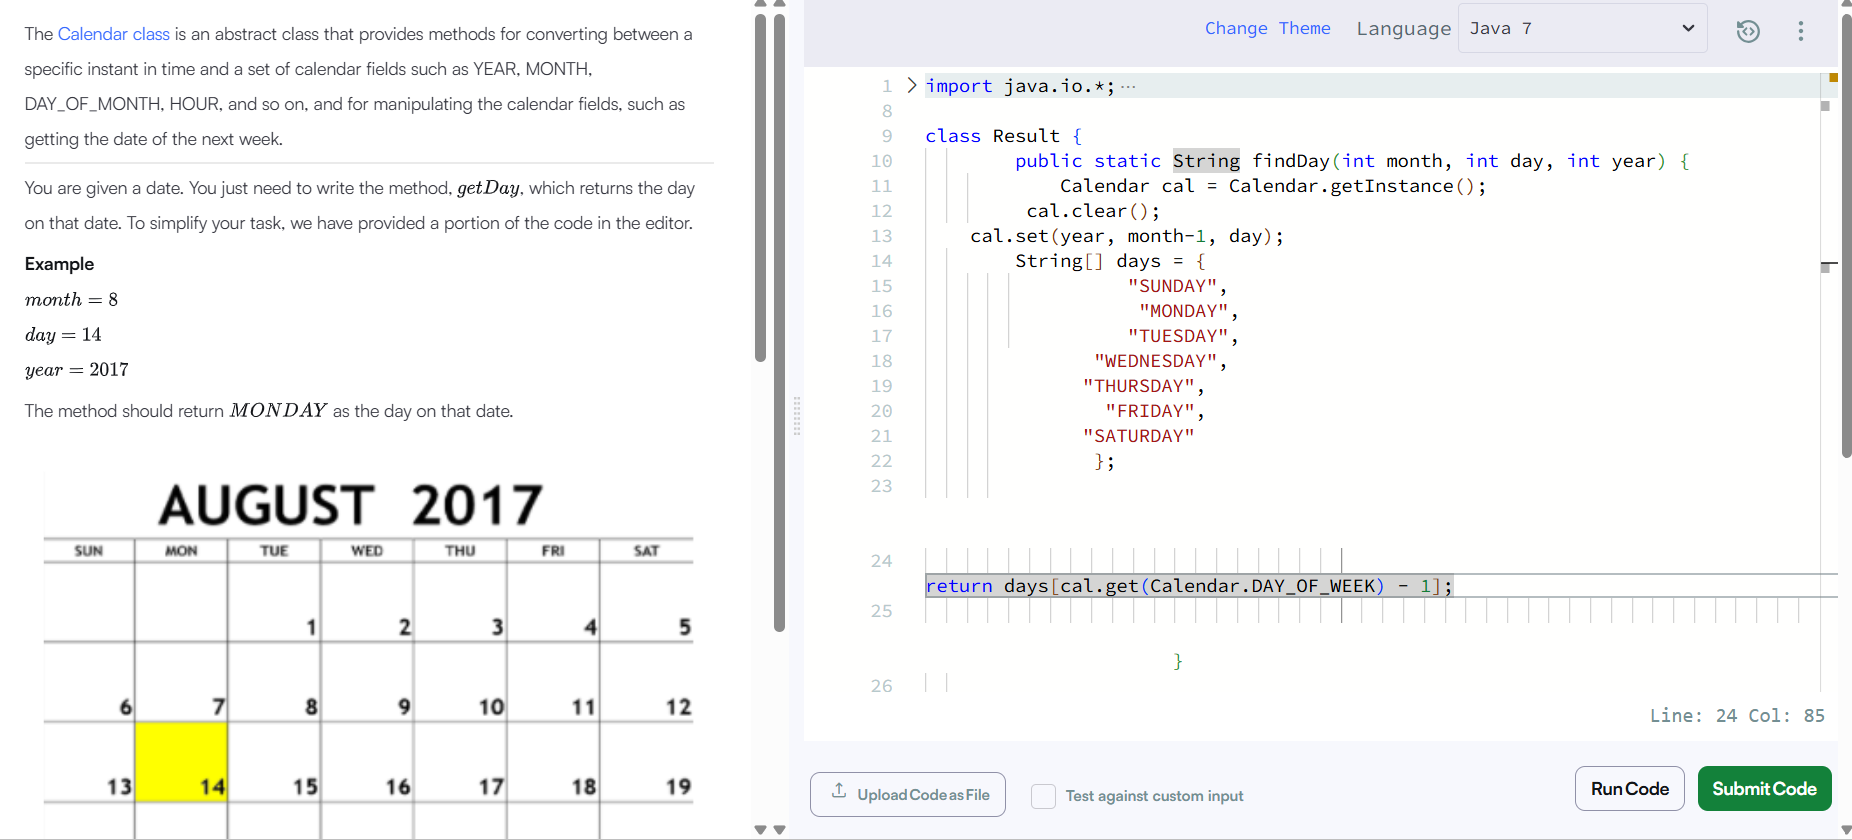 The Calendar class is an abstract class that provides methods for converting between a
specific instant in time and a set of calendar fields such as YEAR, MONTH,
DAY_OF_MONTH, HOUR, and so on, and for manipulating the calendar fields, such as
getting the date of the next week.
You are given a date. You just need to write the method, getDay, which returns the day
on that date. To simplify your task, we have provided a portion of the code in the editor.
Example
month = 8
day = 14
year = 2017
The method should return MONDAY as the day on that date.
AUGUST 2017
SUN MON TUE WED THU FRI SAT
1 2 3 4 5
6 7 8 9 10 11 12
13 14 15 16 17 18 19
Change Theme Language Java 7
1 import java.io.*;···
8
9 class Result {
10 public static String findDay(int month, int day, int year) {
11 Calendar cal = Calendar.getInstance();
12 cal.clear();
13 cal.set(year, month-1, day);
14 String[] days = {
15 "SUNDAY",
16 "MONDAY",
17 "TUESDAY",
18 "WEDNESDAY",
19 "THURSDAY",
20 "FRIDAY",
21 "SATURDAY"
22 };
23
24
return days[cal.get(Calendar.DAY_OF_WEEK) - 1];
25
}
26
Line: 24 Col: 85
Upload Code as File Test against custom input Run Code Submit Code